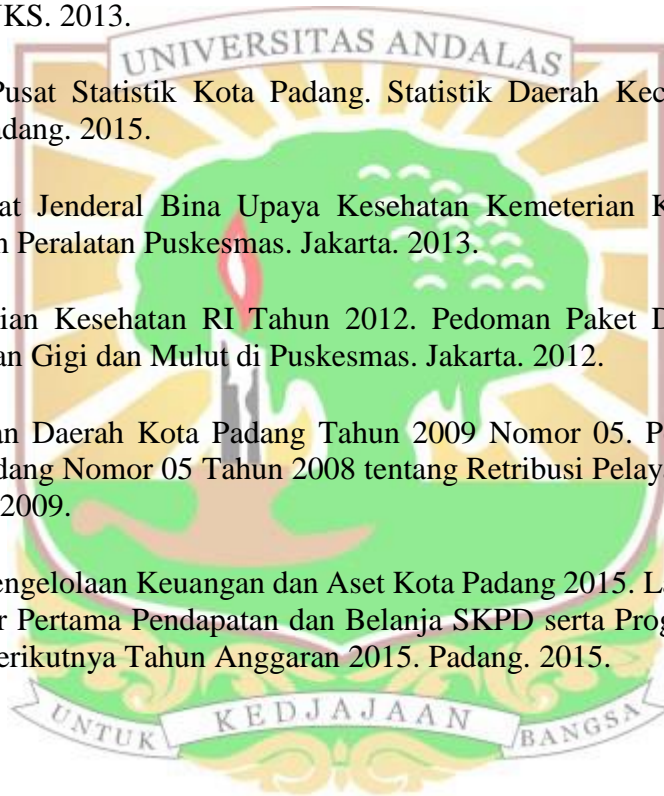 UNIVERSITAS ANDALAS
JKS. 2013.
Pusat Statistik Kota Padang. Statistik Daerah Kec
adang. 2015.
at Jenderal Bina Upaya Kesehatan Kemeterian K
n Peralatan Puskesmas. Jakarta. 2013.
ian Kesehatan RI Tahun 2012. Pedoman Paket D
an Gigi dan Mulut di Puskesmas. Jakarta. 2012.
an Daerah Kota Padang Tahun 2009 Nomor 05. P
dang Nomor 05 Tahun 2008 tentang Retribusi Pelaya
2009.
engelolaan Keuangan dan Aset Kota Padang 2015. La
r Pertama Pendapatan dan Belanja SKPD serta Prog
erikutnya Tahun Anggaran 2015. Padang. 2015.
UNTUK KEDJAJAAN BANGSA